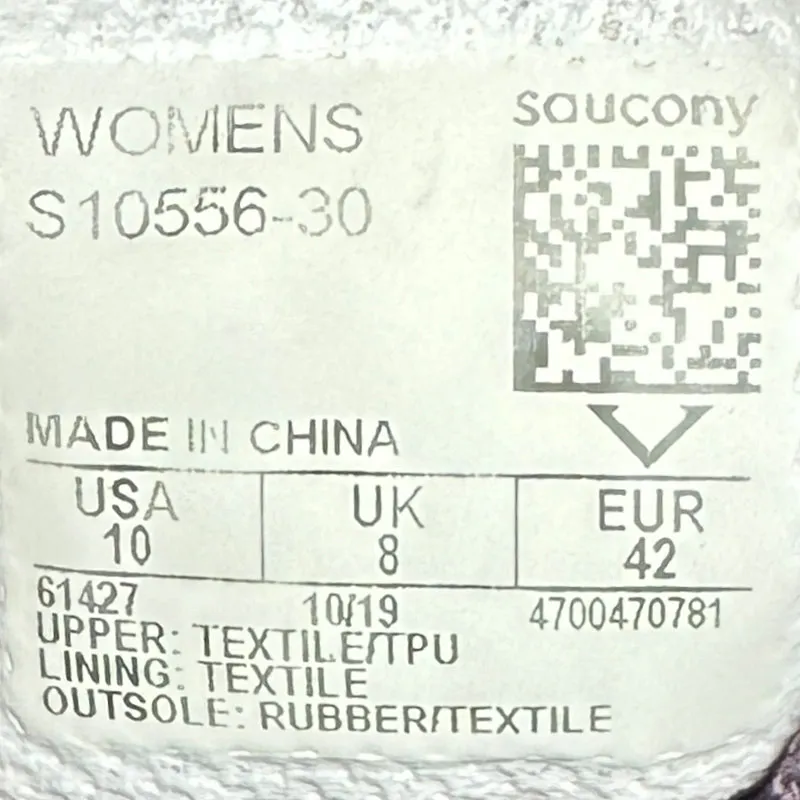 saucony
WOMENS
S10556-30
MADE IN CHINA
USA UK EUR
10 8 42
61427 10/19 4700470781
UPPER: TEXTILE/TPU
LINING: TEXTILE
OUTSOLE: RUBBER/TEXTILE